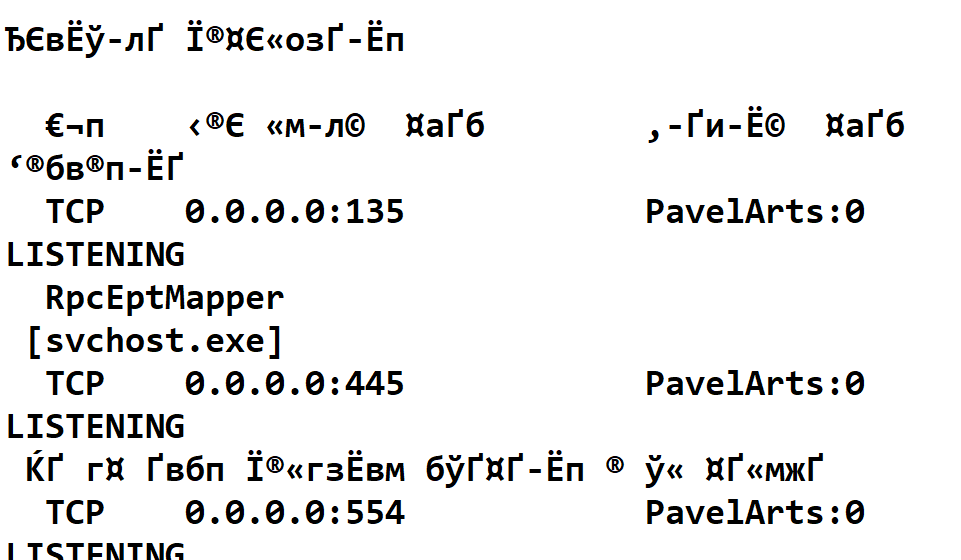 ЂЄвЁў-лҐ Ї®¤Є«озҐ-Ёп
€¬п ‹®Є «м-л© ¤аҐб ‚-Ґи-Ё© ¤аҐб
‘®бв®п-ЁҐ
TCP 0.0.0.0:135 PavelArts:0
LISTENING
RpcEptMapper
[svchost.exe]
TCP 0.0.0.0:445 PavelArts:0
LISTENING
ЌҐ г¤ Ґвбп Ї®«гзЁвм бўҐ¤Ґ-Ёп ® ў« ¤Ґ«мжҐ
TCP 0.0.0.0:554 PavelArts:0
LISTENING